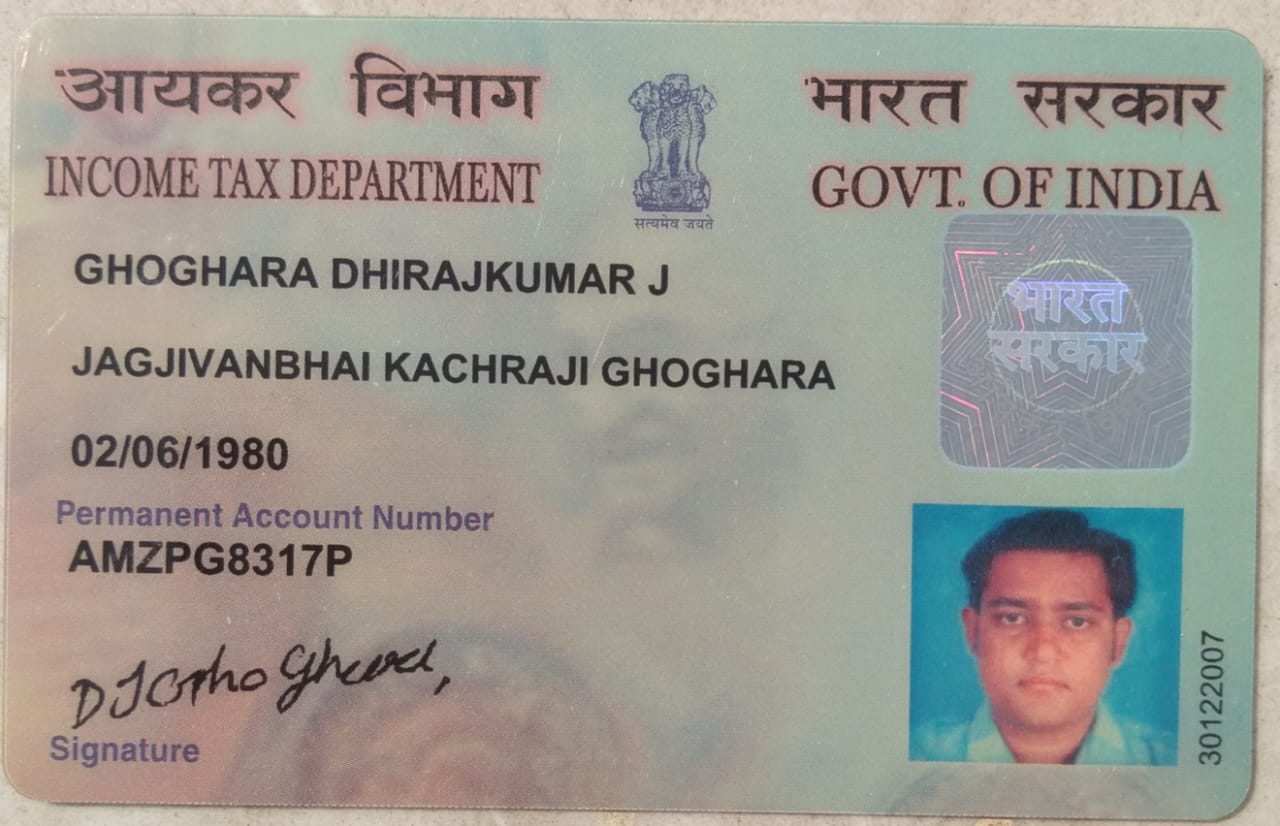 आयकर विभाग
भारत सरकार
INCOME TAX DEPARTMENT
GOVT. OF INDIA
सत्यमेव जयते
GHOGHARA DHIRAJKUMAR J
भारत
सरकार
JAGJIVANBHAI KACHRAJI GHOGHARA
02/06/1980
Permanent Account Number
AMZPG8317P
D J Ghoghara
Signature
30122007